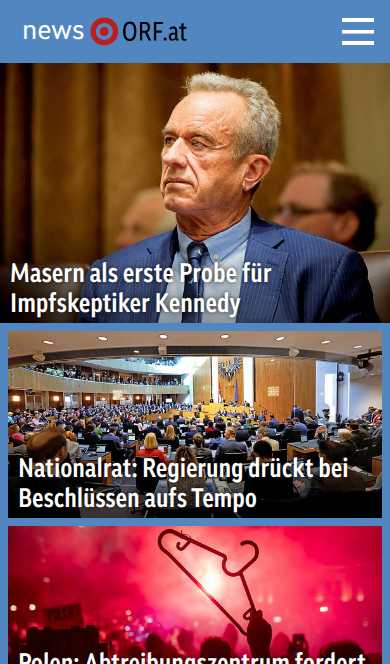 news ORF.at
Masern als erste Probe für
Impfskeptiker Kennedy
Nationalrat: Regierung drückt bei
Beschlüssen aufs Tempo
Polen: Abtreibungszentrum fordert